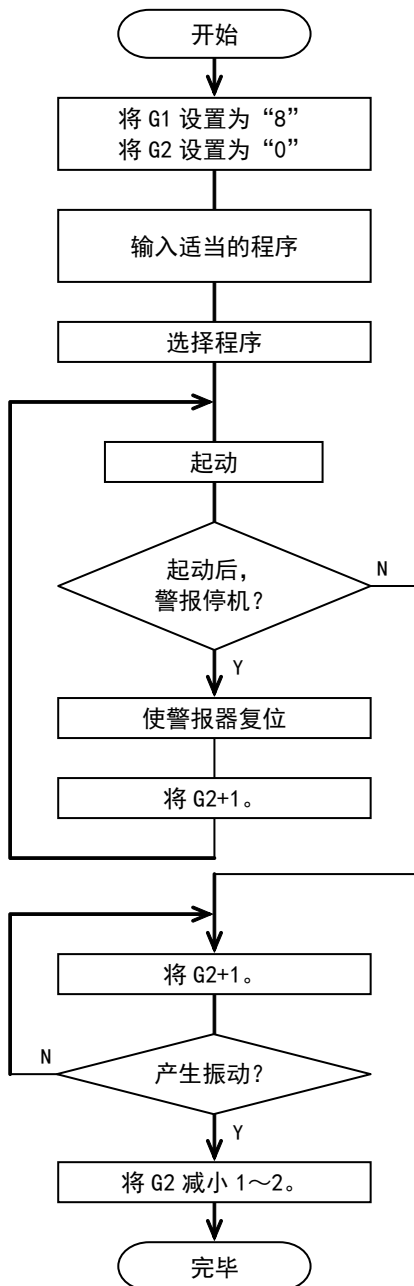 开始
将 G1 设置为 “8”
将 G2 设置为 “0”
输入适当的程序
选择程序
起动
起动后，
警报停机？
N
Y
使警报器复位
将 G2+1。
将 G2+1。
N
产生振动？
Y
将 G2 减小 1～2。
完毕